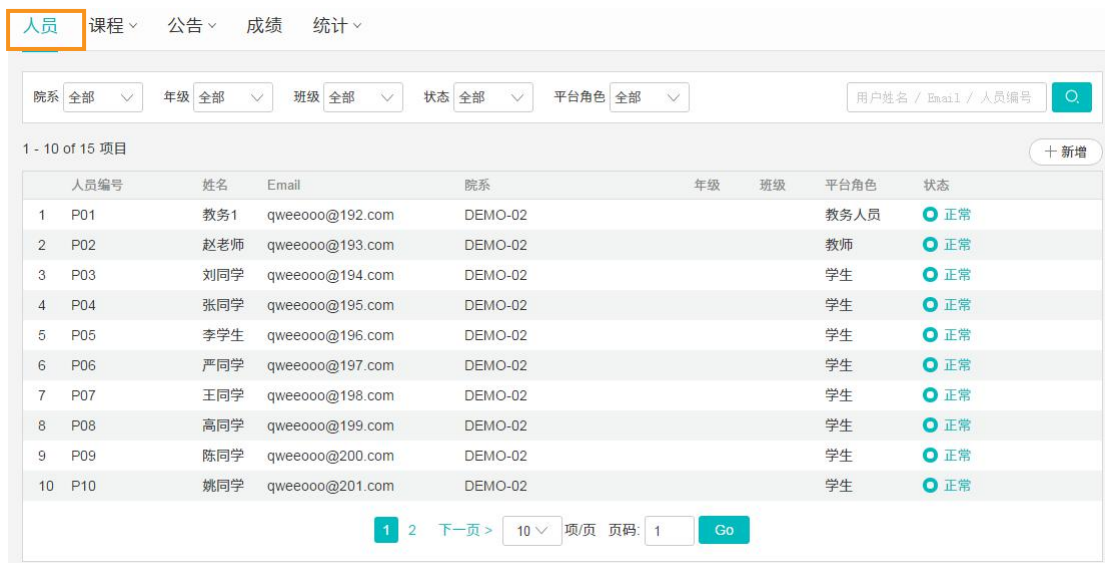 人员 课程 公告 成绩 统计
院系 全部 年级 全部 班级 全部 状态 全部 平台角色 全部 用户姓名 / Email / 人员编号
1 - 10 of 15 项目 新增
人员编号 姓名 Email 院系 年级 班级 平台角色 状态
1 P01 教务1 qweeooo@192.com DEMO-02 教务人员 正常
2 P02 赵老师 qweeooo@193.com DEMO-02 教师 正常
3 P03 刘同学 qweeooo@194.com DEMO-02 学生 正常
4 P04 张同学 qweeooo@195.com DEMO-02 学生 正常
5 P05 李学生 qweeooo@196.com DEMO-02 学生 正常
6 P06 严同学 qweeooo@197.com DEMO-02 学生 正常
7 P07 王同学 qweeooo@198.com DEMO-02 学生 正常
8 P08 高同学 qweeooo@199.com DEMO-02 学生 正常
9 P09 陈同学 qweeooo@200.com DEMO-02 学生 正常
10 P10 姚同学 qweeooo@201.com DEMO-02 学生 正常
1 2 下一页 > 10 项/页 页码: 1 Go